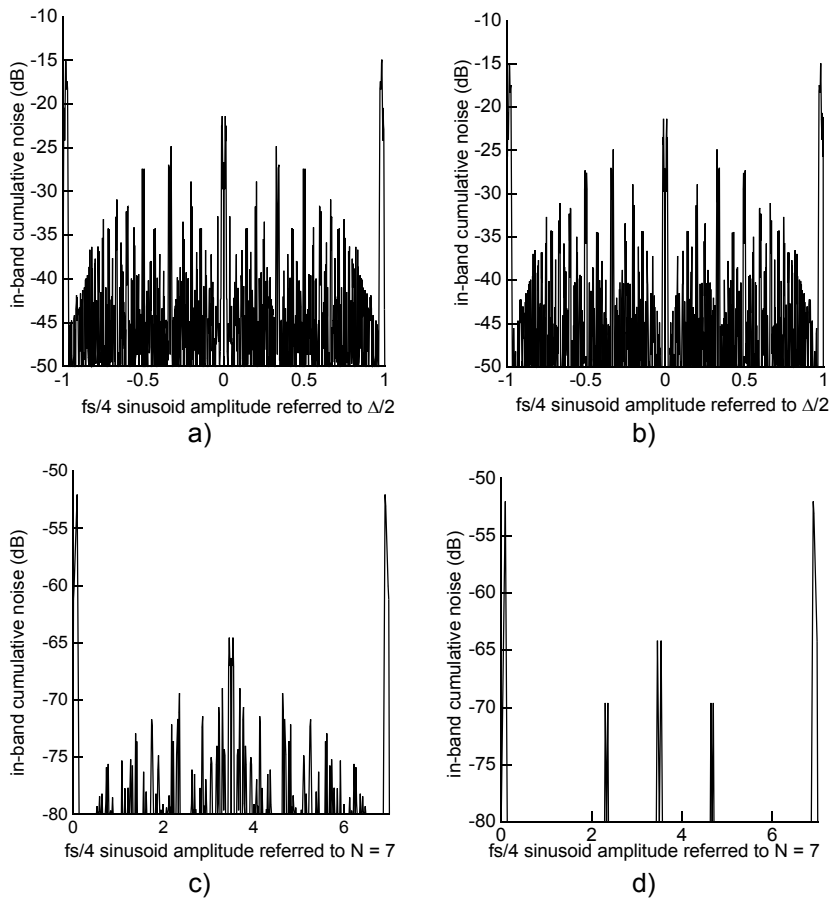 -10
-15
-20
-25
-30
-35
-40
-45
-50
-1 -0.5 0 0.5 1
in-band cumulative noise (dB)
fs/4 sinusoid amplitude referred to Δ/2
a)
-10
-15
-20
-25
-30
-35
-40
-45
-50
-1 -0.5 0 0.5 1
in-band cumulative noise (dB)
fs/4 sinusoid amplitude referred to Δ/2
b)
-50
-55
-60
-65
-70
-75
-80
0 2 4 6
in-band cumulative noise (dB)
fs/4 sinusoid amplitude referred to N = 7
c)
-50
-55
-60
-65
-70
-75
-80
0 2 4 6
in-band cumulative noise (dB)
fs/4 sinusoid amplitude referred to N = 7
d)